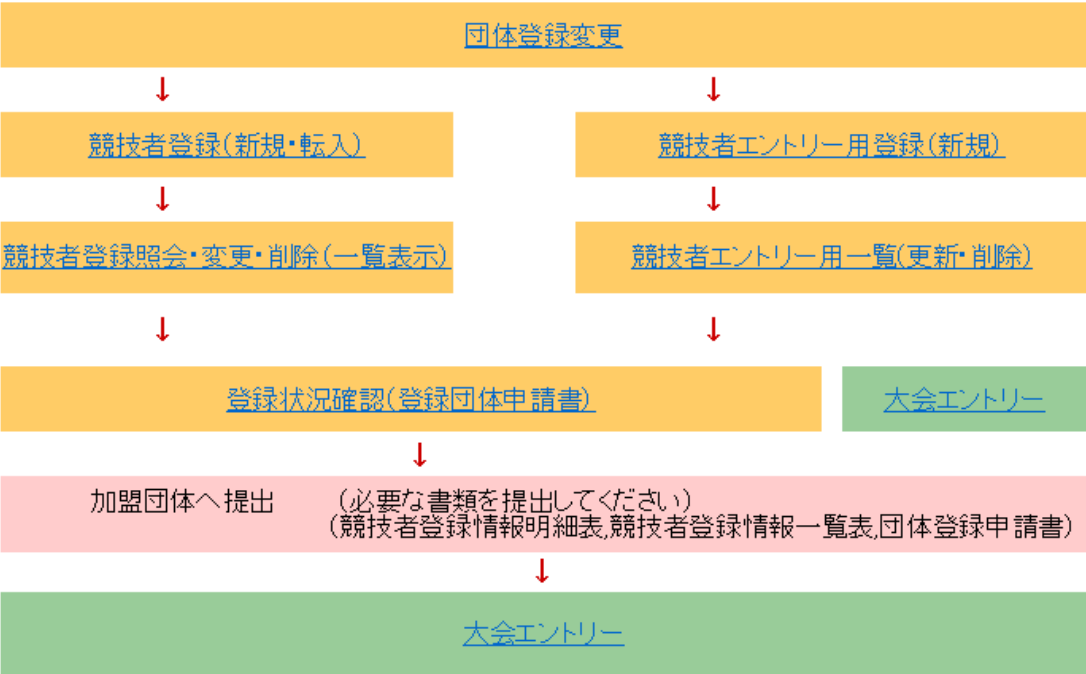 団体登録変更
↓ ↓
競技者登録(新規・転入) 競技者エントリー用登録(新規)
↓ ↓
競技者登録照会・変更・削除(一覧表示) 競技者エントリー用一覧(更新・削除)
↓ ↓
登録状況確認(登録団体申請書) 大会エントリー
↓
加盟団体へ提出 (必要な書類を提出してください)
(競技者登録情報明細表,競技者登録情報一覧表,団体登録申請書)
↓
大会エントリー